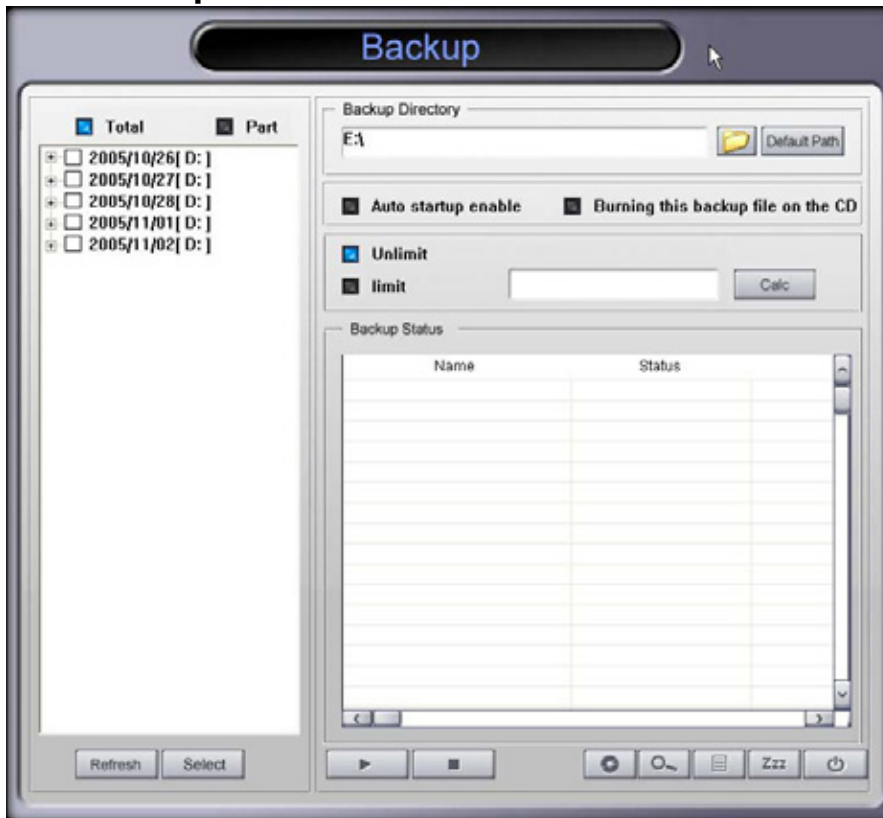 Backup
Total Part
2005/10/26[ D: ]
2005/10/27[ D: ]
2005/10/28[ D: ]
2005/11/01[ D: ]
2005/11/02[ D: ]
Refresh Select
Backup Directory
E:\
Default Path
Auto startup enable Burning this backup file on the CD
Unlimit
limit Calc
Backup Status
Name Status
Zzz